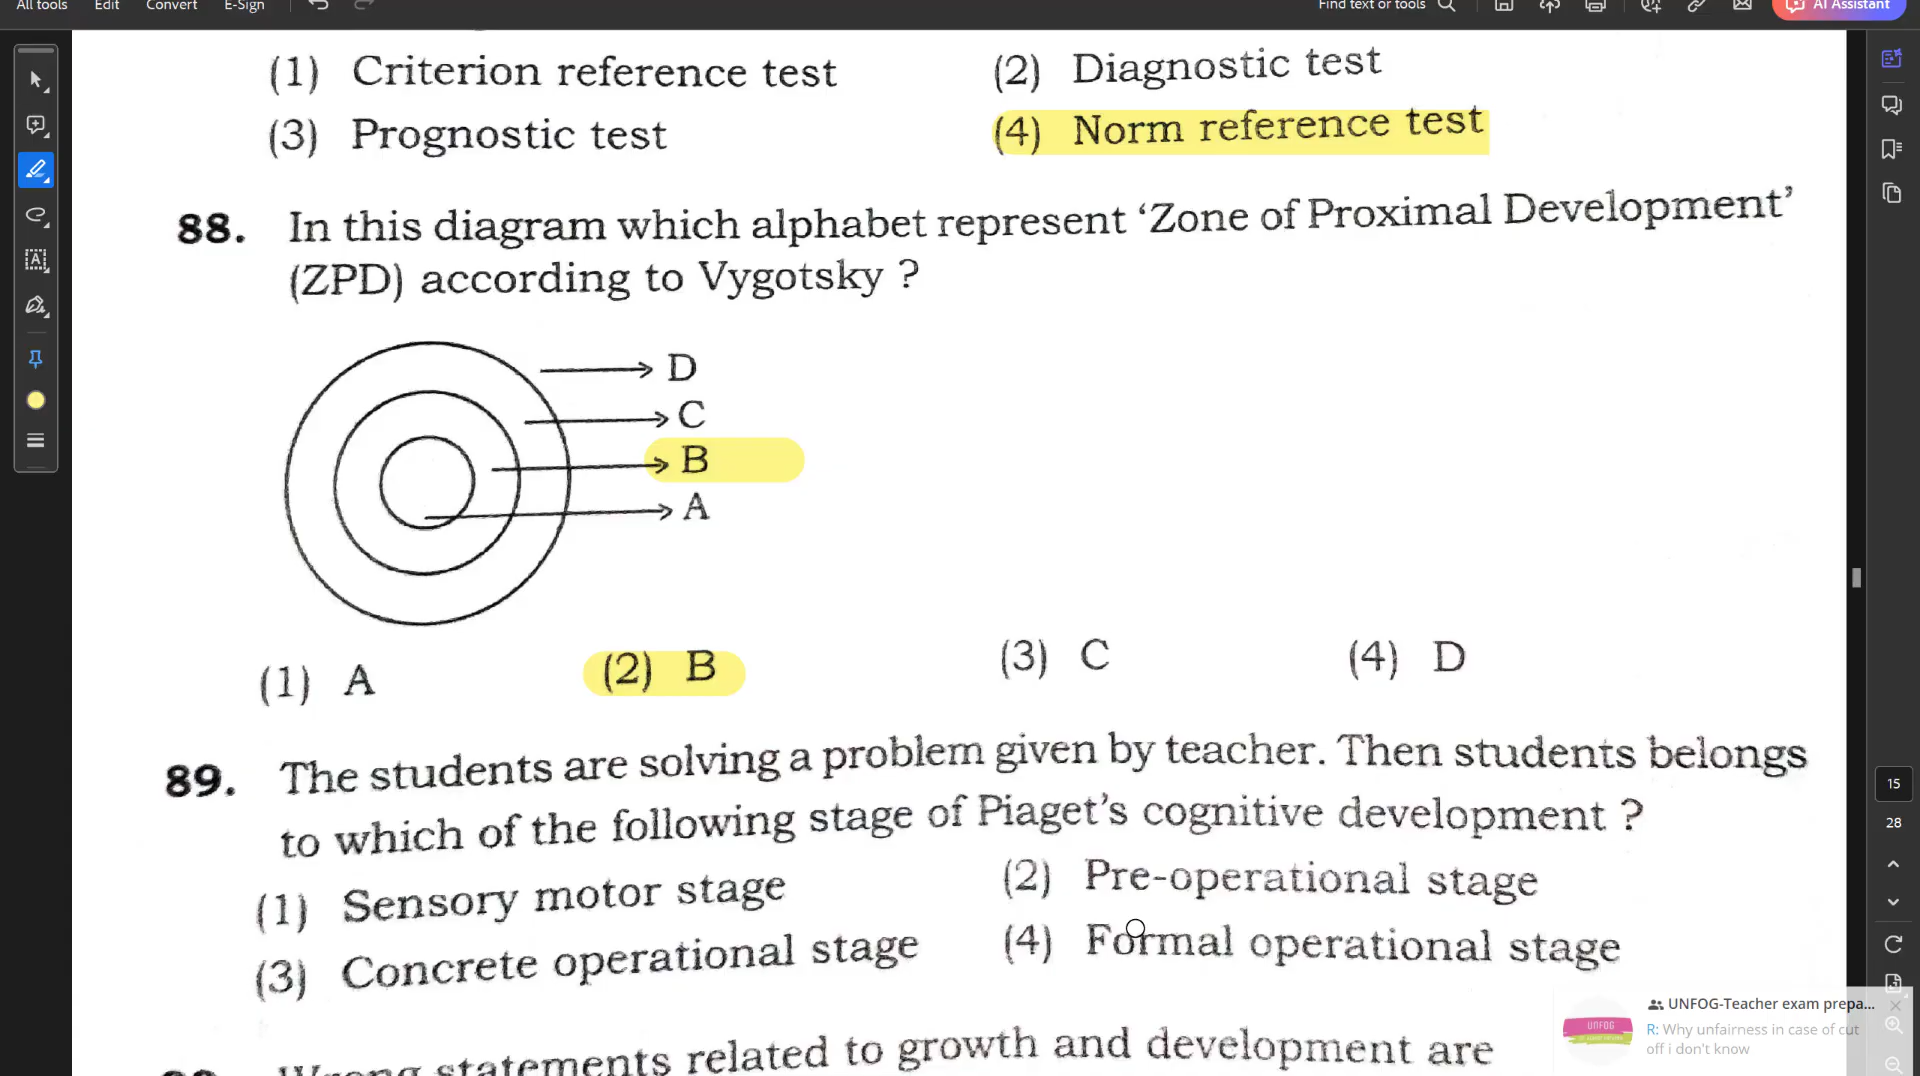 All tools Edit Convert E-Sign Find text or tools AI Assistant
(1) Criterion reference test (2) Diagnostic test
(3) Prognostic test (4) Norm reference test
88. In this diagram which alphabet represent ‘Zone of Proximal Development’
(ZPD) according to Vygotsky ?
D
C
B
A
(1) A (2) B (3) C (4) D
89. The students are solving a problem given by teacher. Then students belongs
to which of the following stage of Piaget’s cognitive development ?
(1) Sensory motor stage (2) Pre-operational stage
(3) Concrete operational stage (4) Formal operational stage
statements related to growth and development are
15
28
UNFOG
UNFOG-Teacher exam prepa...
R: Why unfairness in case of cut
off i don't know